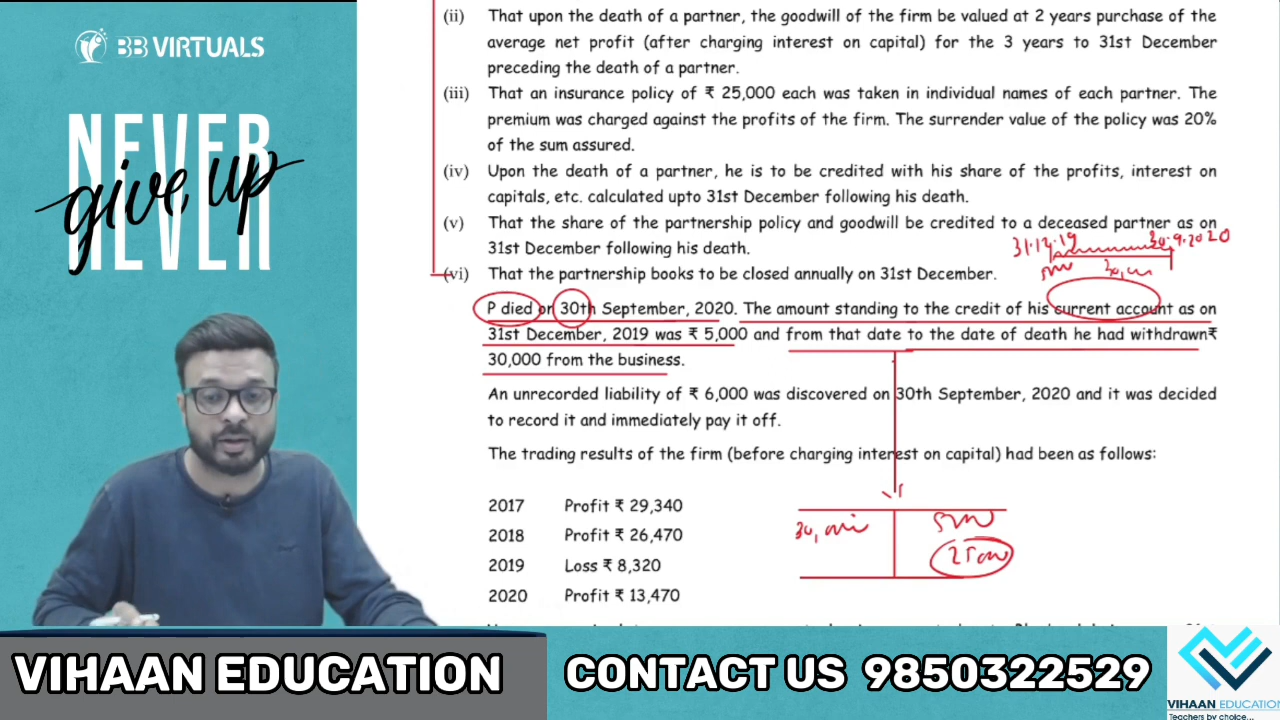 BB VIRTUALS
NEVER
give up
NEVER
(ii) That upon the death of a partner, the goodwill of the firm be valued at 2 years purchase of the
average net profit (after charging interest on capital) for the 3 years to 31st December
preceding the death of a partner.
(iii) That an insurance policy of ₹ 25,000 each was taken in individual names of each partner. The
premium was charged against the profits of the firm. The surrender value of the policy was 20%
of the sum assured.
(iv) Upon the death of a partner, he is to be credited with his share of the profits, interest on
capitals, etc. calculated upto 31st December following his death.
(v) That the share of the partnership policy and goodwill be credited to a deceased partner as on
31st December following his death.
31.12.19 30.9.2020
(vi) That the partnership books to be closed annually on 31st December.
P died on 30th September, 2020. The amount standing to the credit of his current account as on
31st December, 2019 was ₹ 5,000 and from that date to the date of death he had withdrawn₹
30,000 from the business.
An unrecorded liability of ₹ 6,000 was discovered on 30th September, 2020 and it was decided
to record it and immediately pay it off.
The trading results of the firm (before charging interest on capital) had been as follows:
2017 Profit ₹ 29,340
2018 Profit ₹ 26,470
2019 Loss ₹ 8,320
2020 Profit ₹ 13,470
VIHAAN EDUCATION
CONTACT US 9850322529
VIHAAN EDUCATION
Teachers by choice...